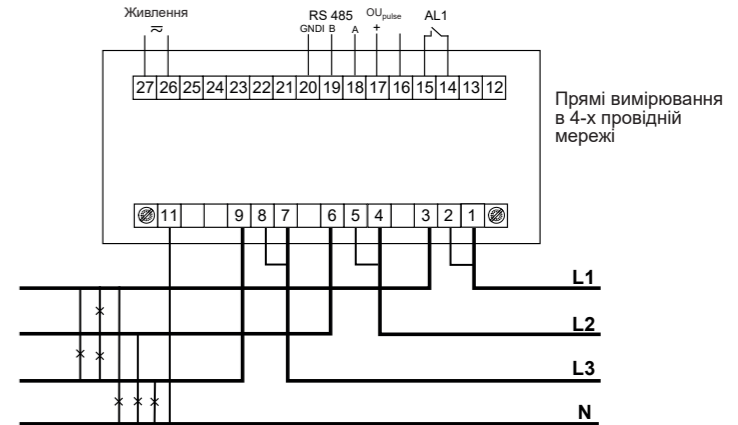 Живлення
RS 485
OUpulse
AL1
GNDI B A +
27 26 25 24 23 22 21 20 19 18 17 16 15 14 13 12
Прямі вимірювання
в 4-х провідній
мережі
11 9 8 7 6 5 4 3 2 1
L1
L2
L3
N